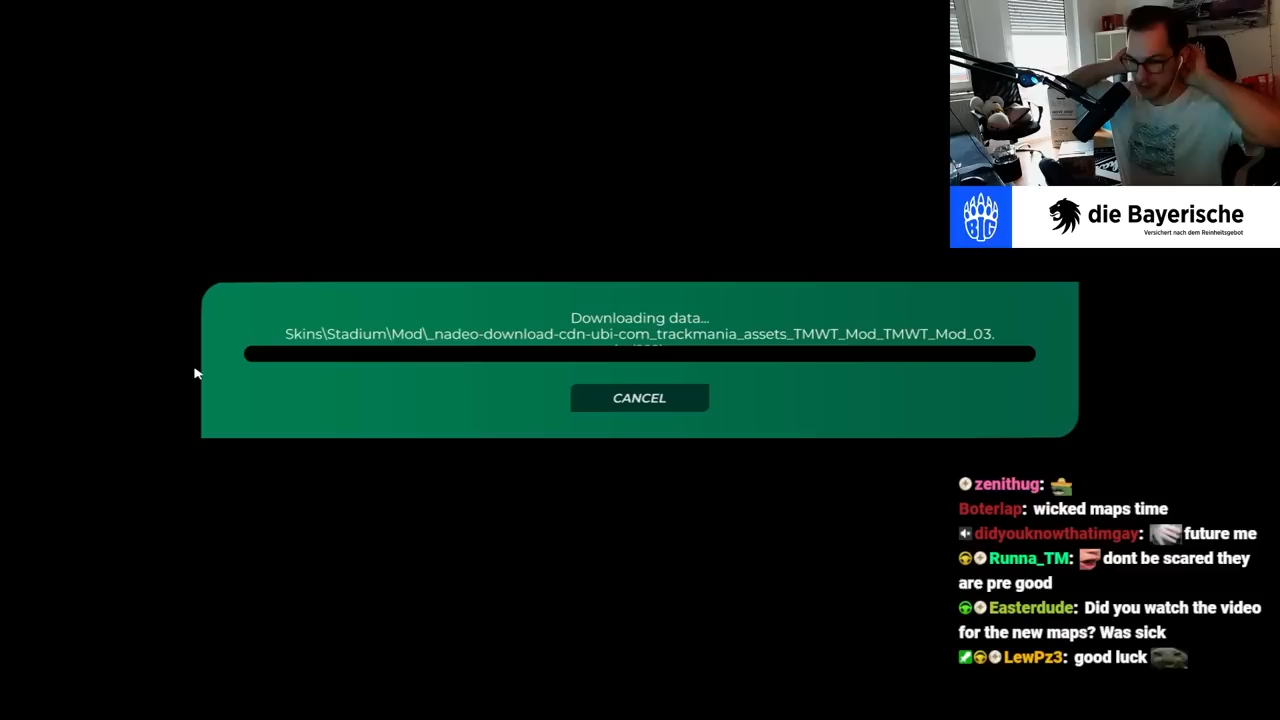 BIG
die Bayerische
Versichert nach dem Reinheitsgebot
Downloading data...
Skins\Stadium\Mod\_nadeo-download-cdn-ubi-com_trackmania_assets_TMWT_Mod_TMWT_Mod_03.
CANCEL
zenithug:
Boterlap: wicked maps time
didyouknowthatimgay: future me
Runna_TM: dont be scared they
are pre good
Easterdude: Did you watch the video
for the new maps? Was sick
LewPz3: good luck